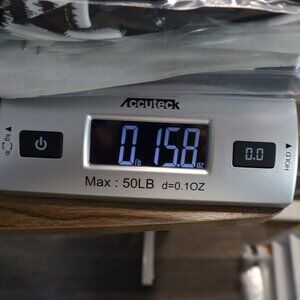 Accuteck
0 lb 15.8 oz
0.0
HOLD ▼
Max : 50LB d=0.1OZ